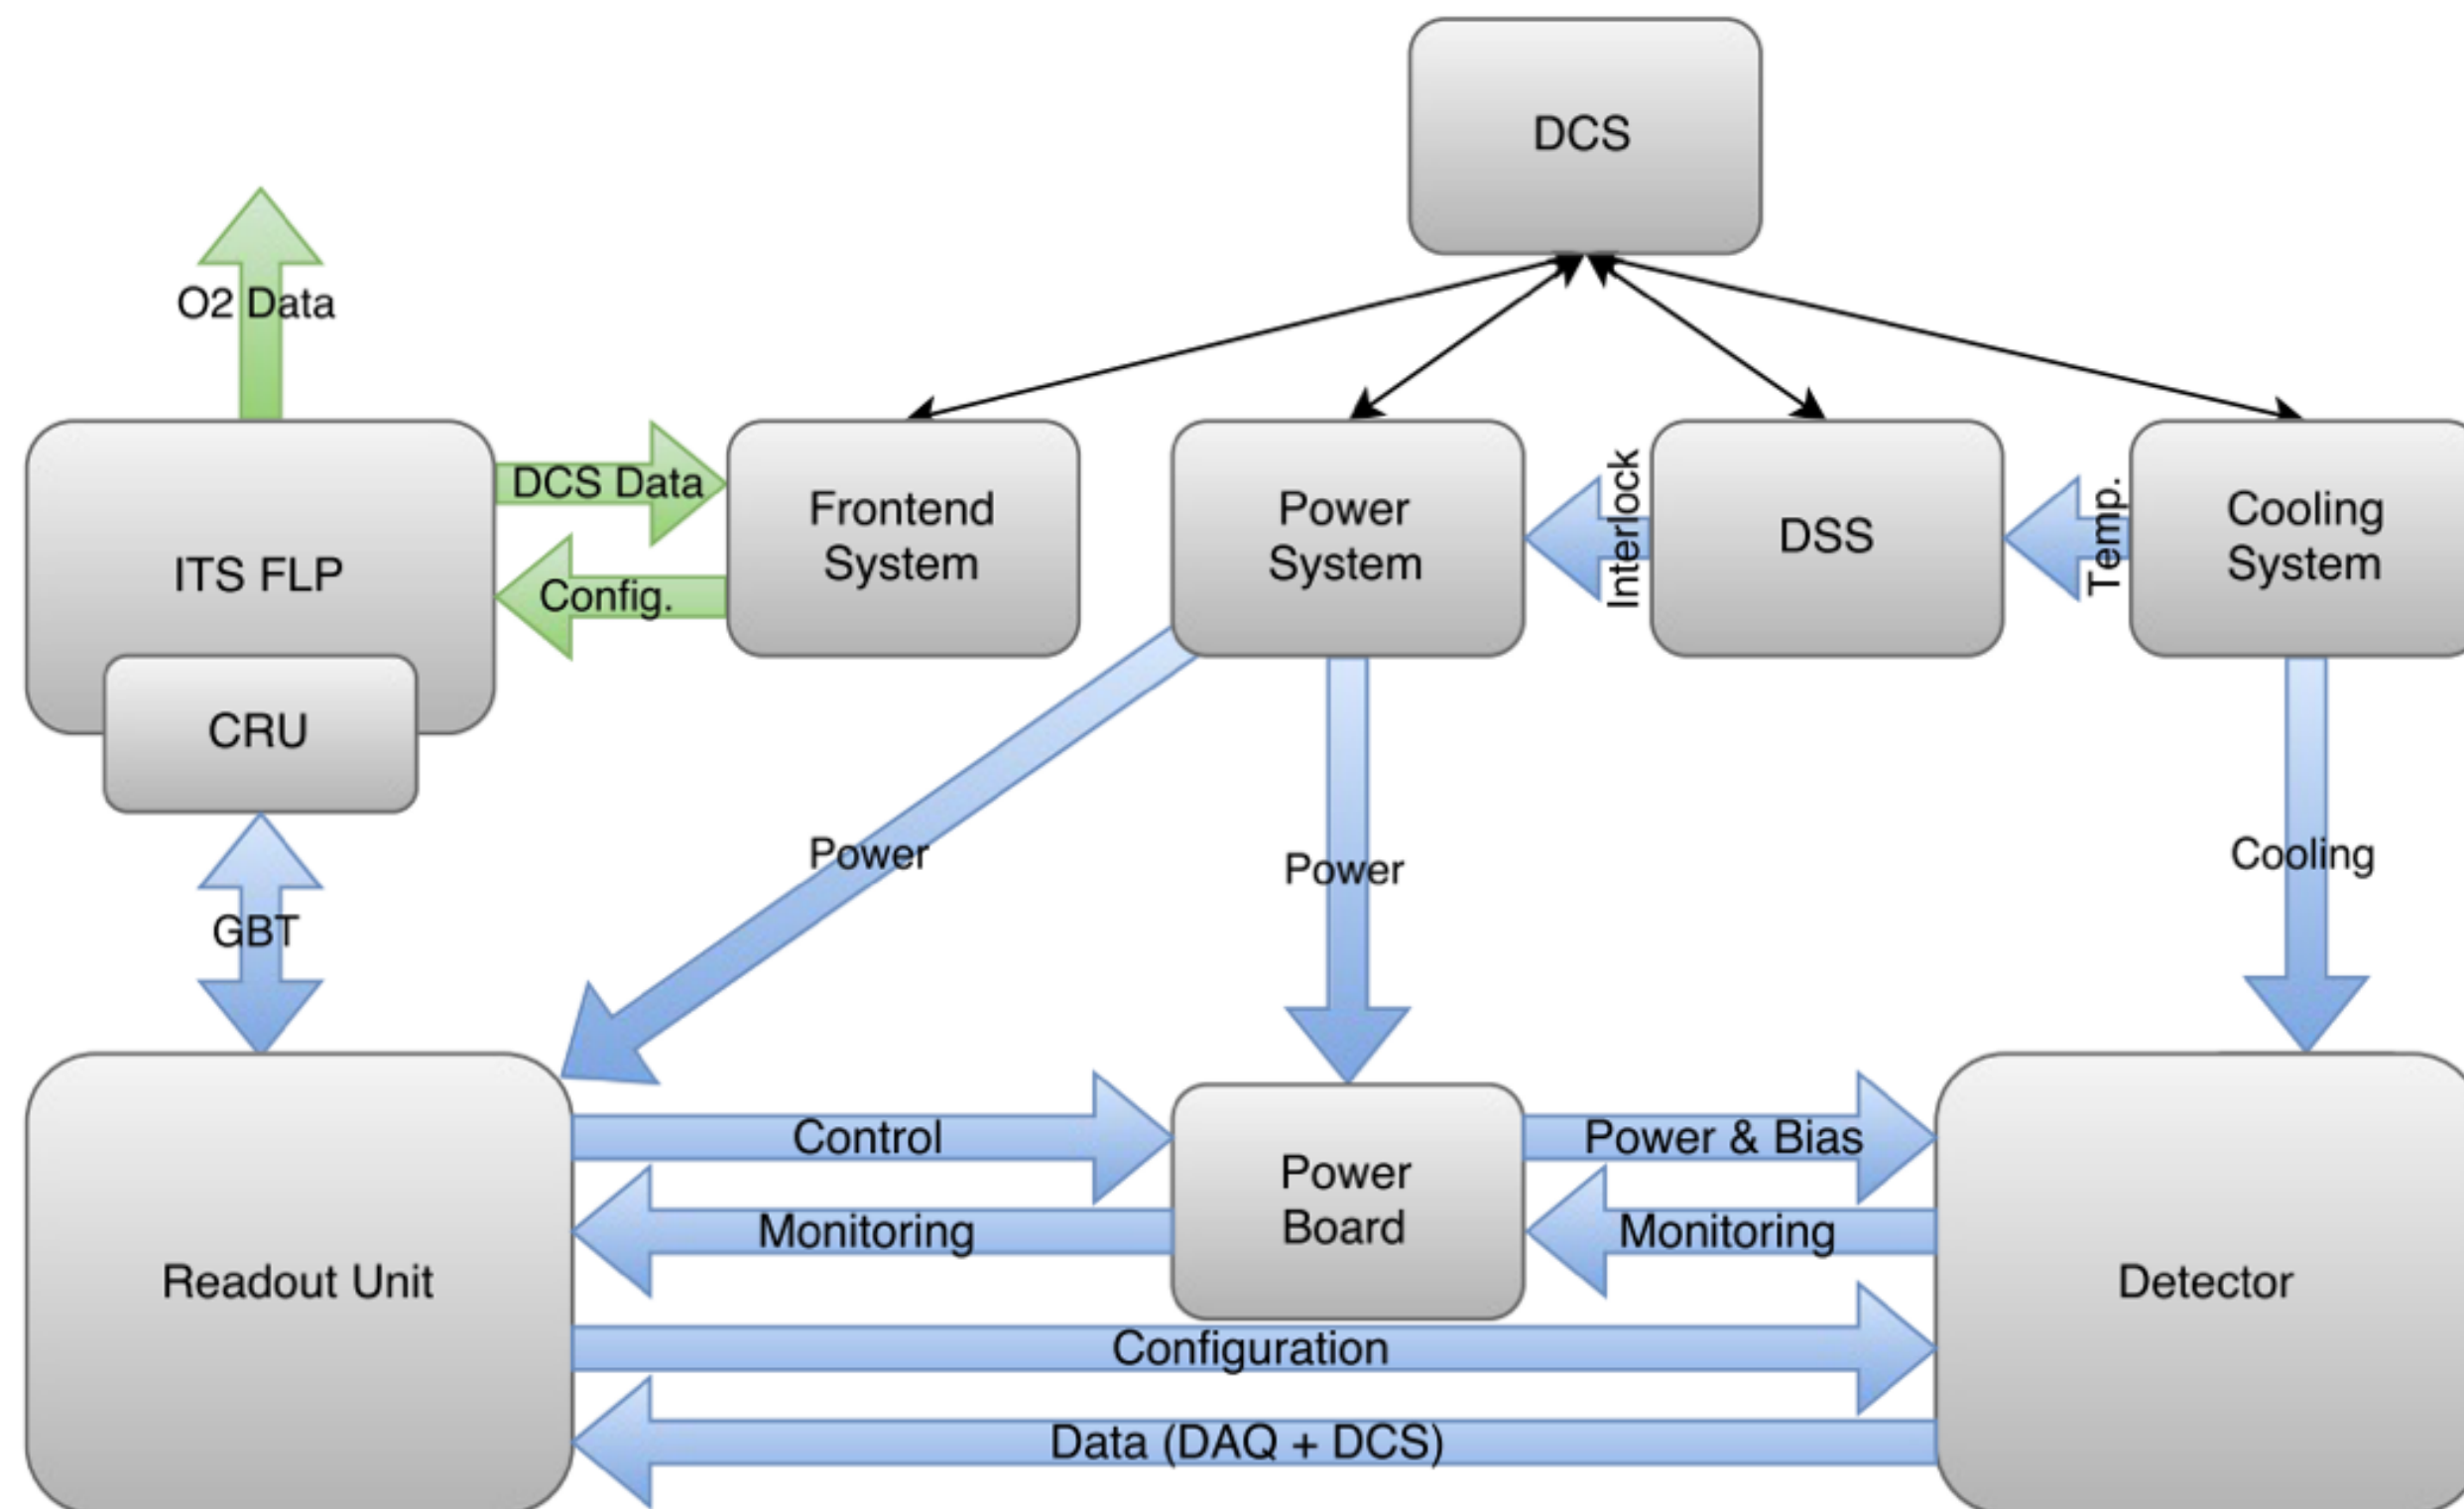 DCS
O2 Data
DCS Data
Config.
ITS FLP
CRU
Frontend
System
Power
System
Interlock
DSS
Temp.
Cooling
System
GBT
Power
Power
Cooling
Readout Unit
Control
Monitoring
Power
Board
Power & Bias
Monitoring
Configuration
Data (DAQ + DCS)
Detector